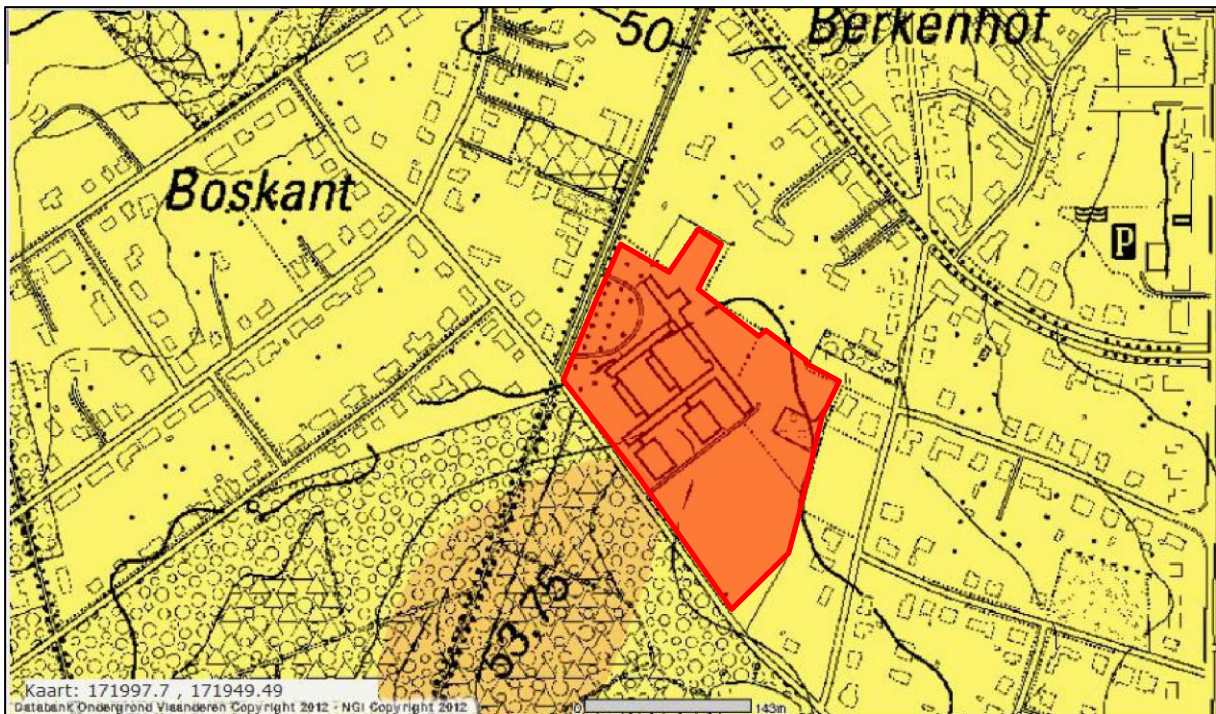 50
Berkenhof
Boskant
P
63,75
Kaart: 171997.7 , 171949.49
0 143m
Databank Ondergrond Vlaanderen Copyright 2012 - NGI Copyright 2012